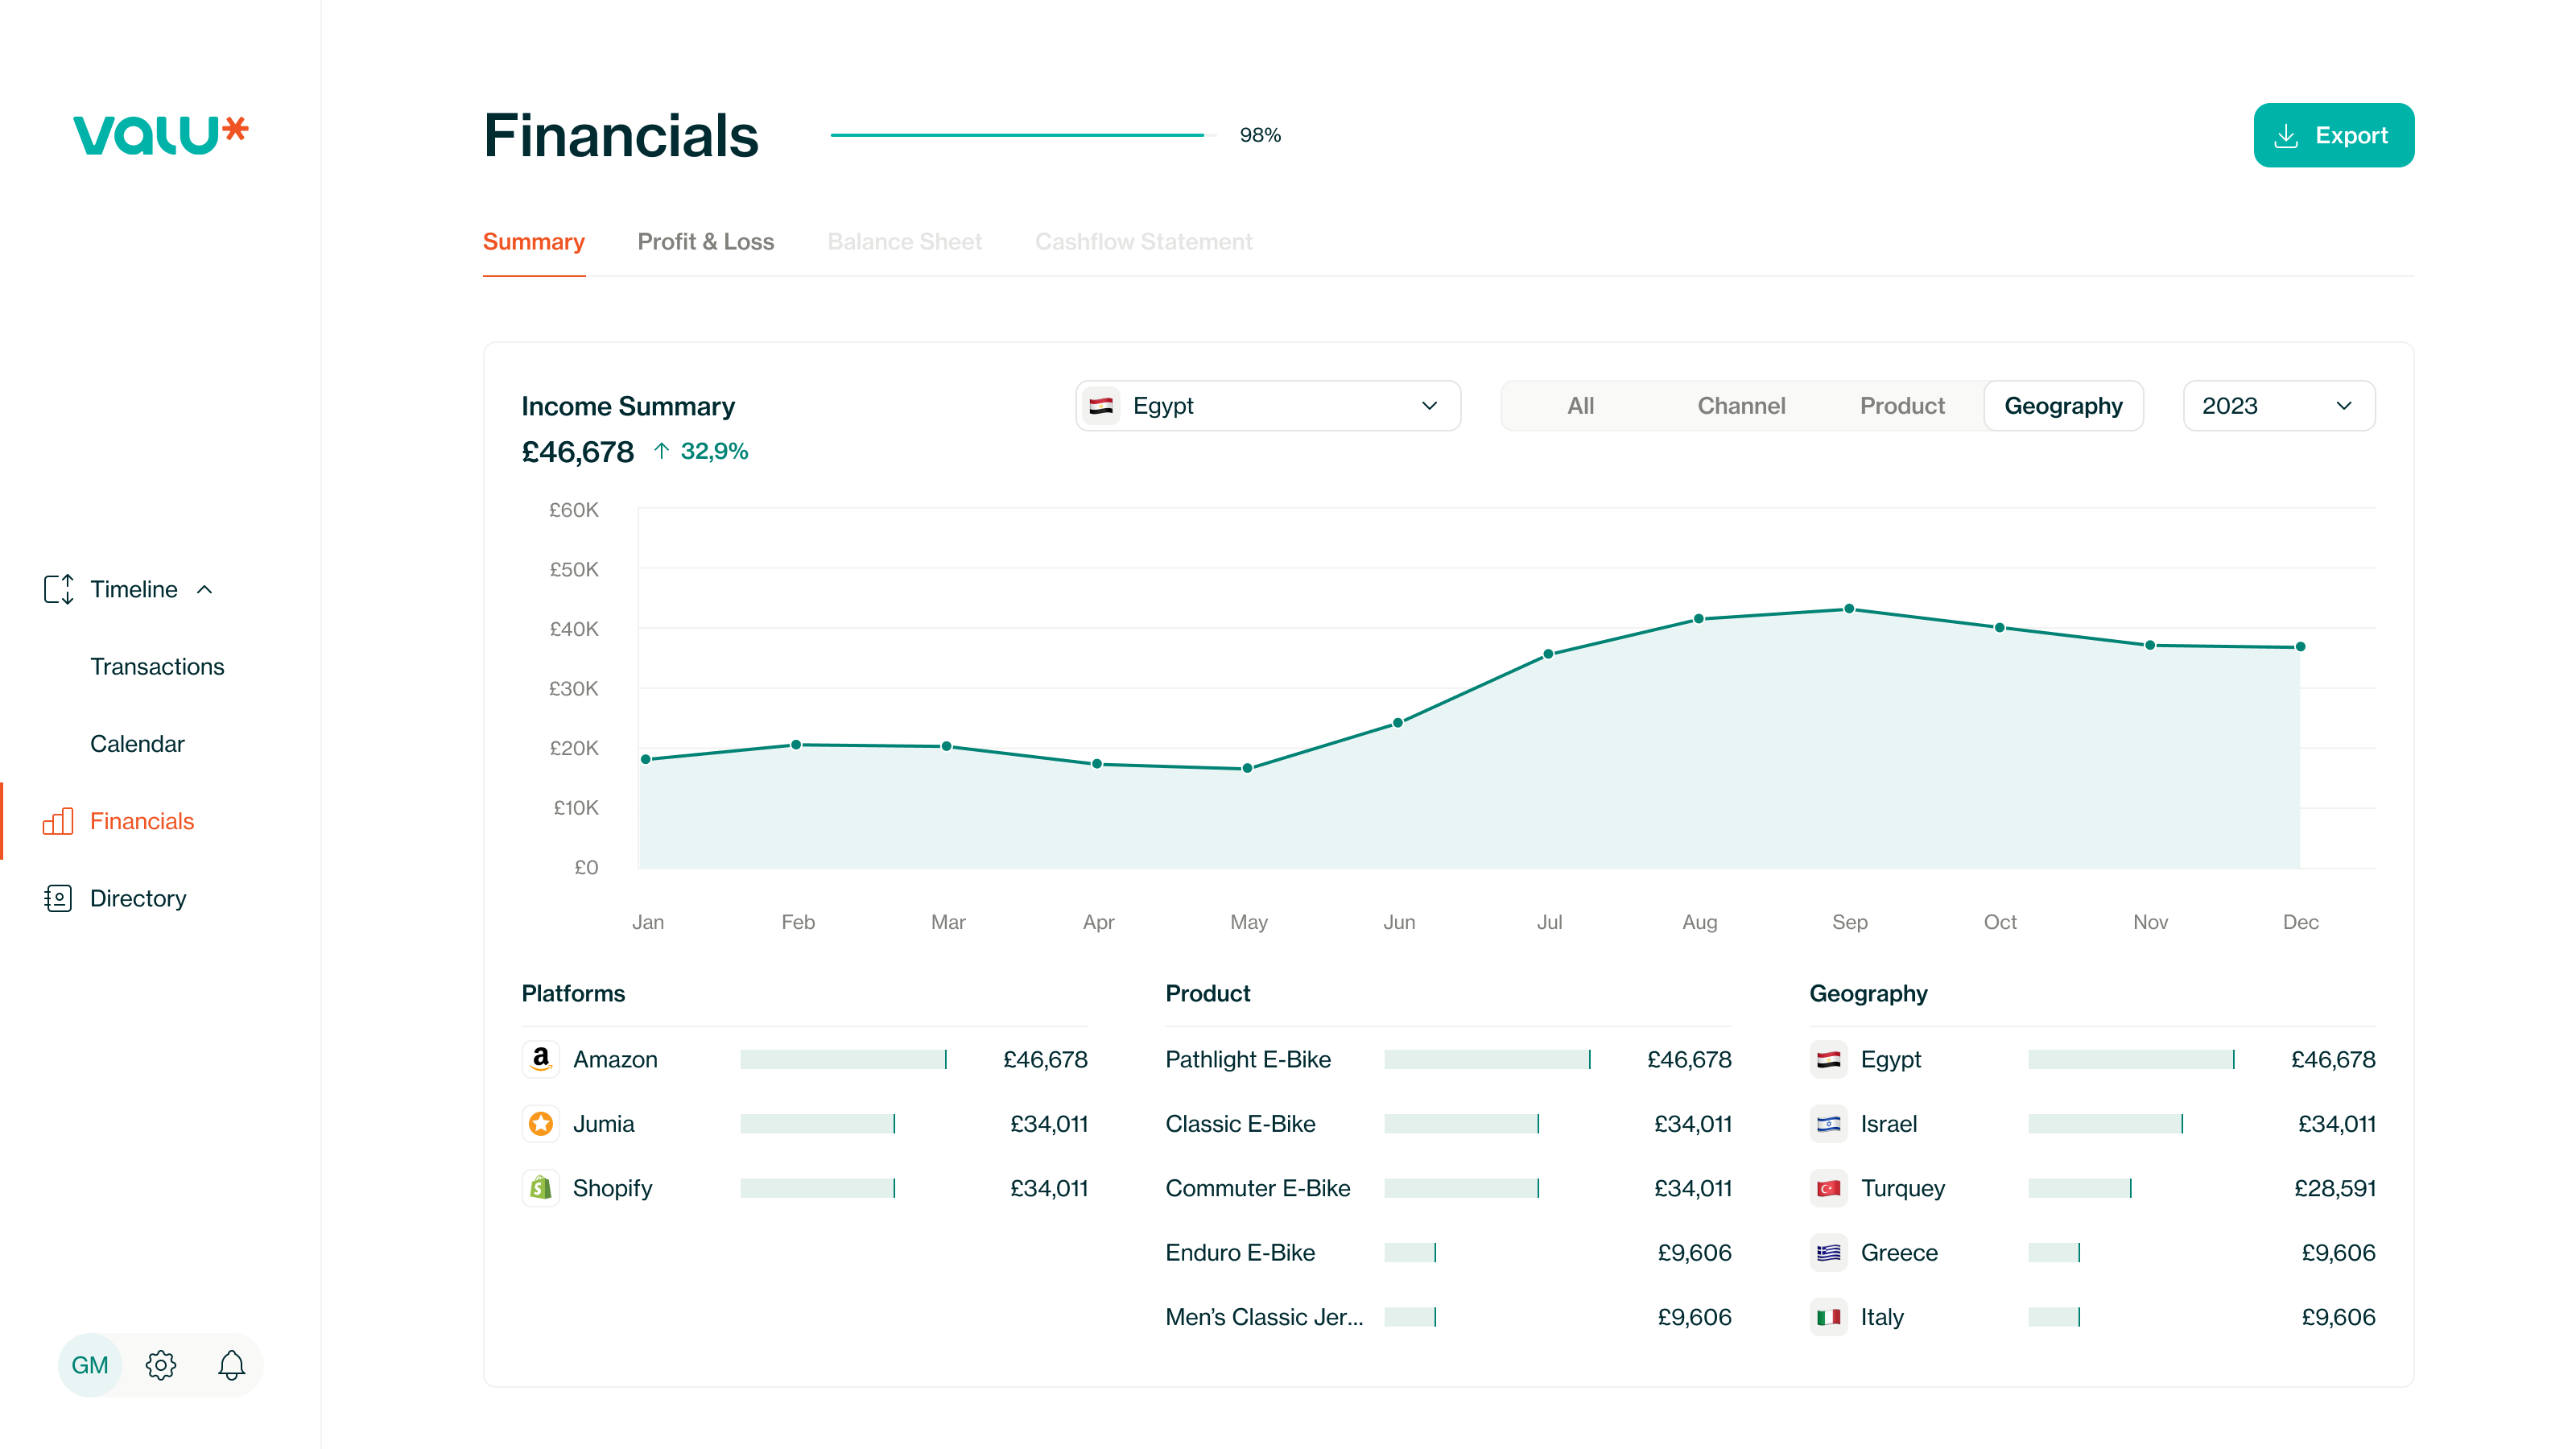 valu*
Financials
98%
Export
Summary
Profit & Loss
Balance Sheet
Cashflow Statement
Income Summary
£46,678
32,9%
Egypt
All
Channel
Product
Geography
2023
£60K
£50K
£40K
£30K
£20K
£10K
£0
Jan
Feb
Mar
Apr
May
Jun
Jul
Aug
Sep
Oct
Nov
Dec
Timeline
Transactions
Calendar
Financials
Directory
GM
Platforms
Amazon £46,678
Jumia £34,011
Shopify £34,011
Product
Pathlight E-Bike £46,678
Classic E-Bike £34,011
Commuter E-Bike £34,011
Enduro E-Bike £9,606
Men’s Classic Jer... £9,606
Geography
Egypt £46,678
Israel £34,011
Turquey £28,591
Greece £9,606
Italy £9,606